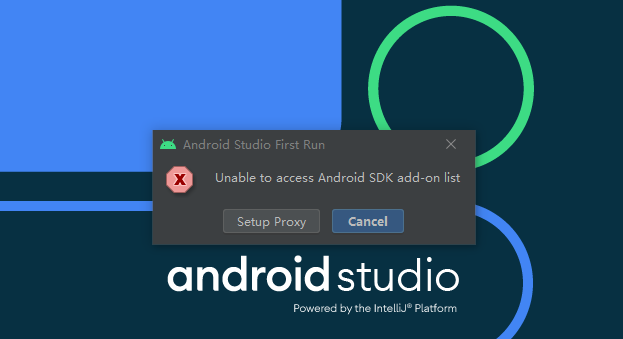 Android Studio First Run
Unable to access Android SDK add-on list
Setup Proxy
Cancel
android studio
Powered by the IntelliJ® Platform